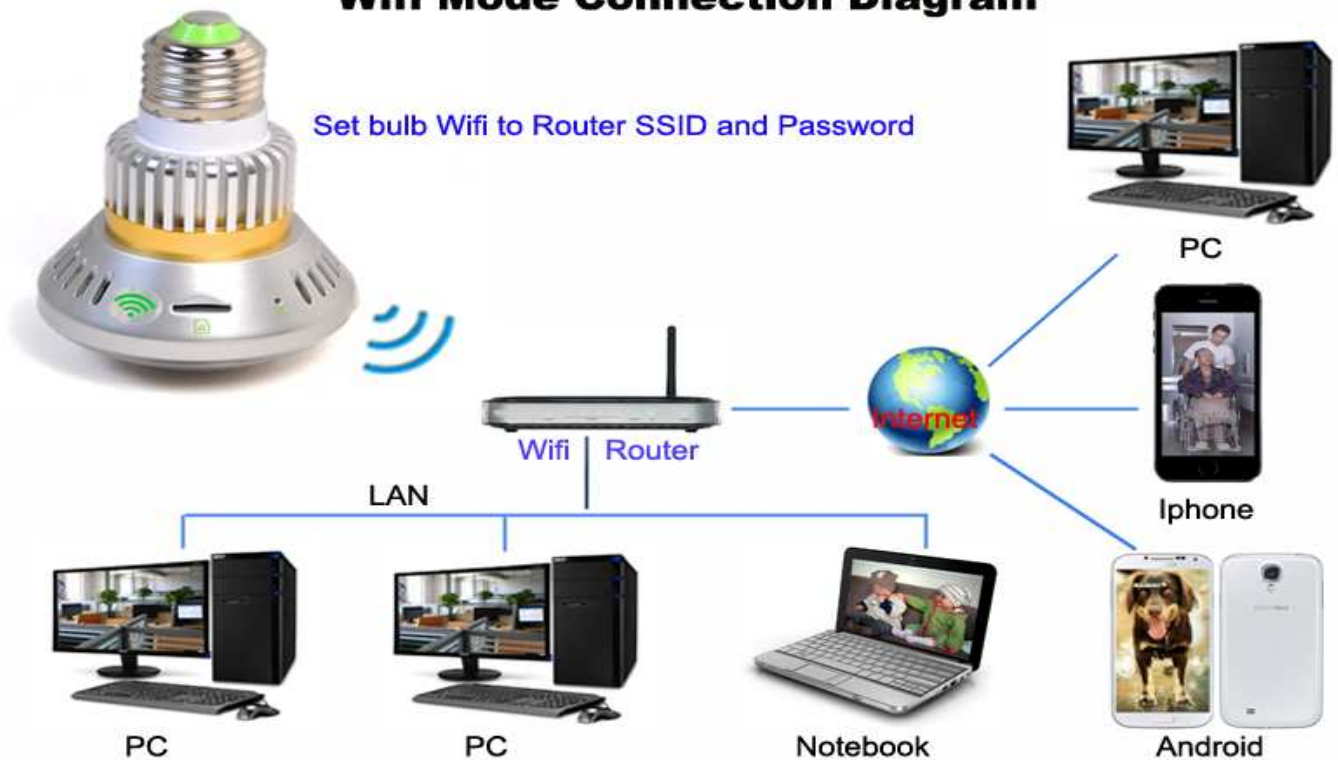 Wifi Mode Connection Diagram
Set bulb Wifi to Router SSID and Password
PC
Internet
Wifi Router
Iphone
LAN
PC
PC
Notebook
Android